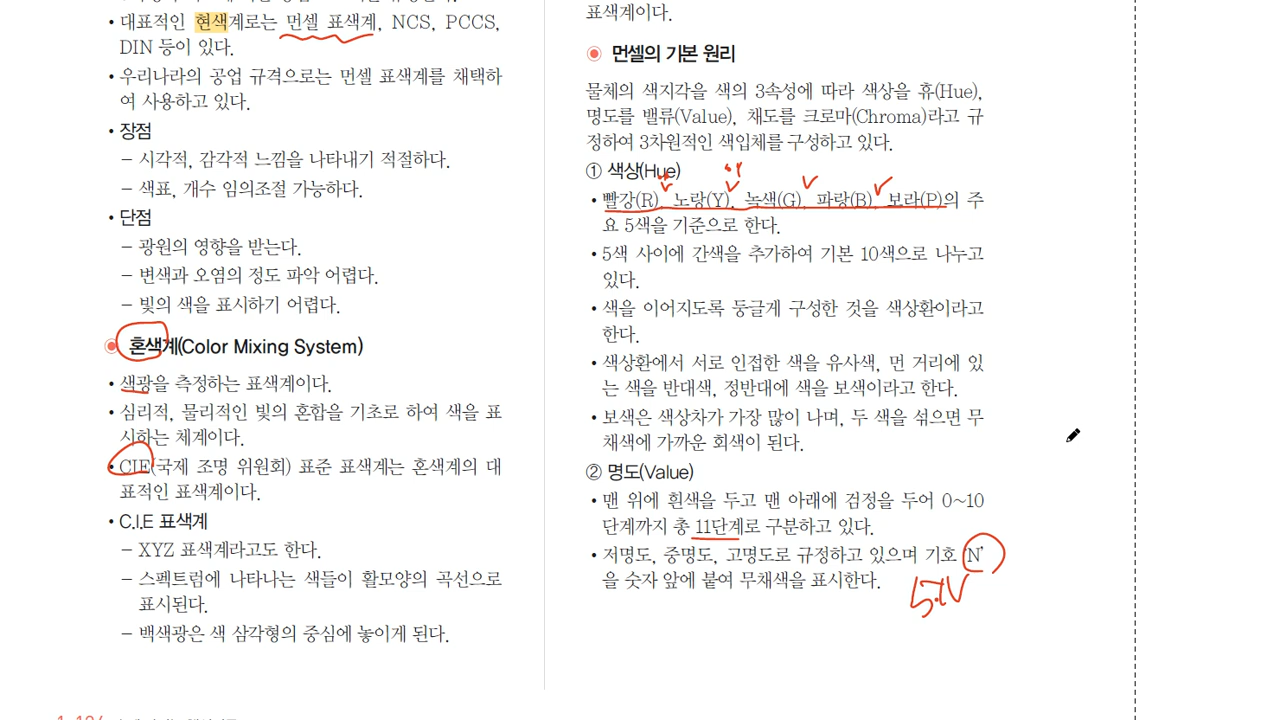 • 대표적인 현색계로는 먼셀 표색계, NCS, PCCS,
DIN 등이 있다.
• 우리나라의 공업 규격으로는 먼셀 표색계를 채택하
여 사용하고 있다.
• 장점
– 시각적, 감각적 느낌을 나타내기 적절하다.
– 색표, 개수 임의조절 가능하다.
• 단점
– 광원의 영향을 받는다.
– 변색과 오염의 정도 파악 어렵다.
– 빛의 색을 표시하기 어렵다.
혼색계(Color Mixing System)
• 색광을 측정하는 표색계이다.
• 심리적, 물리적인 빛의 혼합을 기초로 하여 색을 표
시하는 체계이다.
• CIE(국제 조명 위원회) 표준 표색계는 혼색계의 대
표적인 표색계이다.
• C.I.E 표색계
– XYZ 표색계라고도 한다.
– 스펙트럼에 나타나는 색들이 활모양의 곡선으로
표시된다.
– 백색광은 색 삼각형의 중심에 놓이게 된다.
표색계이다.
먼셀의 기본 원리
물체의 색지각을 색의 3속성에 따라 색상을 휴(Hue),
명도를 밸류(Value), 채도를 크로마(Chroma)라고 규
정하여 3차원적인 색입체를 구성하고 있다.
① 색상(Hue)
• 빨강(R), 노랑(Y), 녹색(G), 파랑(B), 보라(P)의 주
요 5색을 기준으로 한다.
• 5색 사이에 간색을 추가하여 기본 10색으로 나누고
있다.
• 색을 이어지도록 둥글게 구성한 것을 색상환이라고
한다.
• 색상환에서 서로 인접한 색을 유사색, 먼 거리에 있
는 색을 반대색, 정반대에 색을 보색이라고 한다.
• 보색은 색상차가 가장 많이 나며, 두 색을 섞으면 무
채색에 가까운 회색이 된다.
② 명도(Value)
• 맨 위에 흰색을 두고 맨 아래에 검정을 두어 0~10
단계까지 총 11단계로 구분하고 있다.
• 저명도, 중명도, 고명도로 규정하고 있으며 기호 'N'
을 숫자 앞에 붙여 무채색을 표시한다.